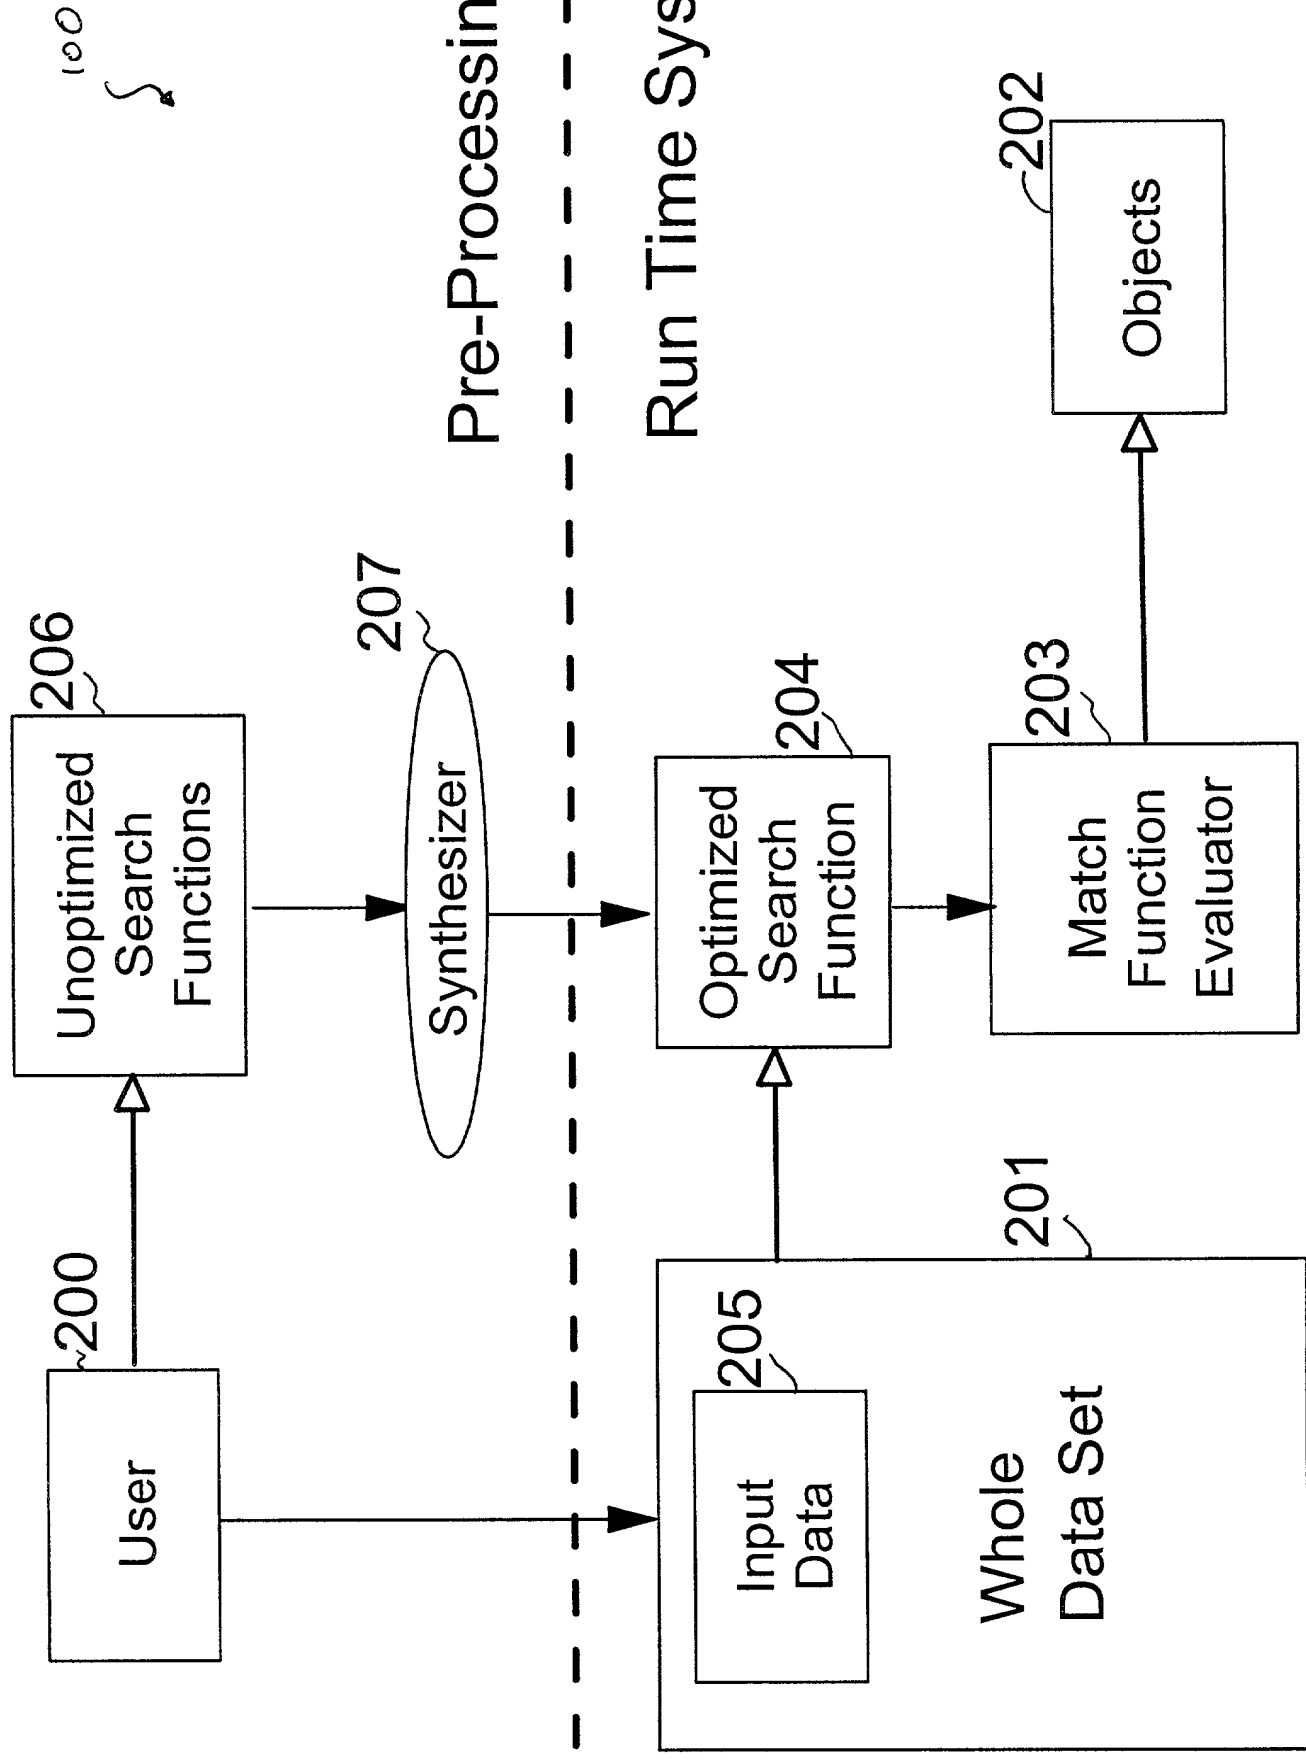 100
User
200
Unoptimized
Search
Functions
206
Synthesizer
207
Pre-Processin
Run Time Sys
Input
Data
205
Whole
Data Set
201
Optimized
Search
Function
204
Match
Function
Evaluator
203
Objects
202